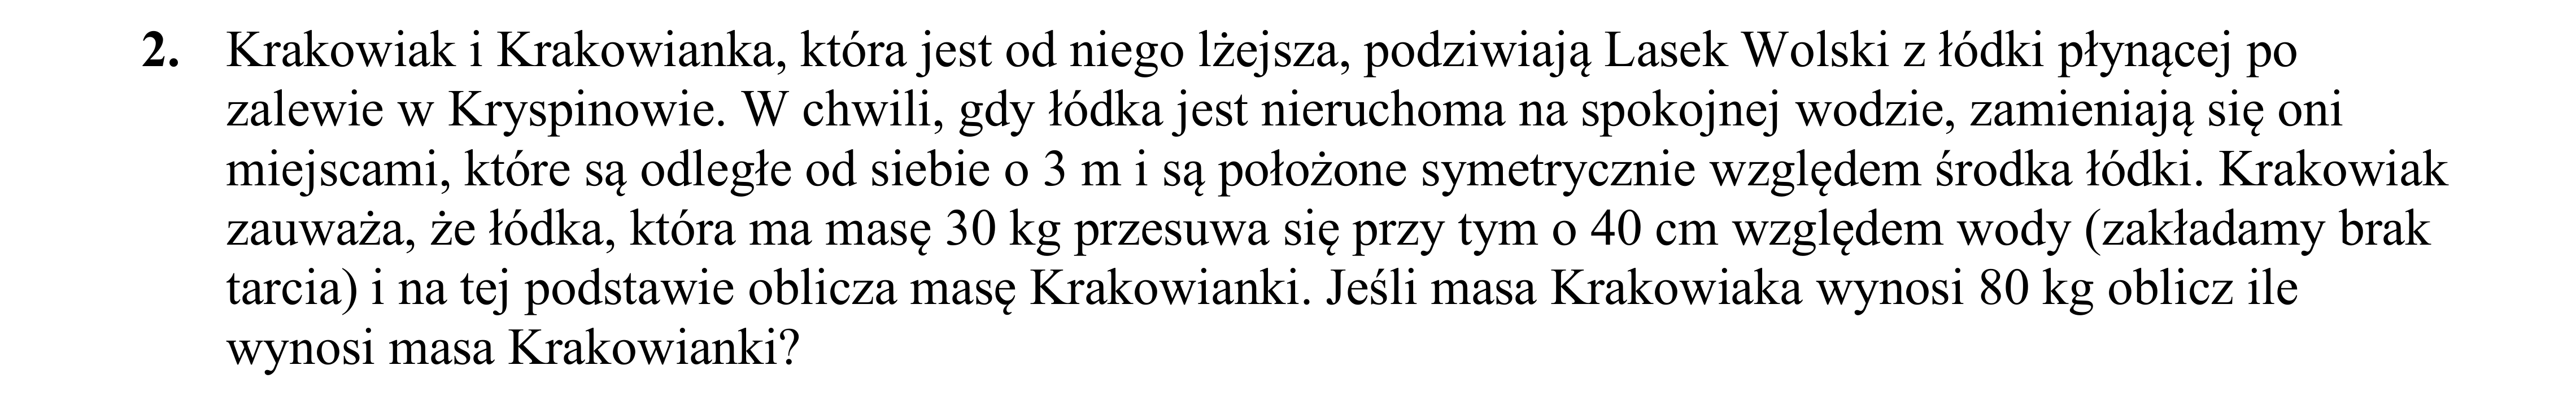 2. Krakowiak i Krakowianka, która jest od niego lżejsza, podziwiają Lasek Wolski z łódki płynącej po
zalewie w Kryspinowie. W chwili, gdy łódka jest nieruchoma na spokojnej wodzie, zamieniają się oni
miejscami, które są odległe od siebie o 3 m i są położone symetrycznie względem środka łódki. Krakowiak
zauważa, że łódka, która ma masę 30 kg przesuwa się przy tym o 40 cm względem wody (zakładamy brak
tarcia) i na tej podstawie oblicza masę Krakowianki. Jeśli masa Krakowiaka wynosi 80 kg oblicz ile
wynosi masa Krakowianki?